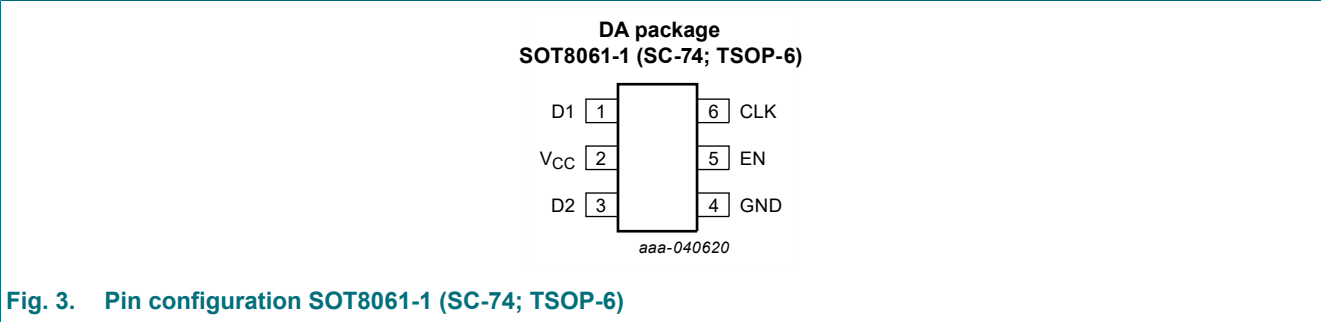 DA package
SOT8061-1 (SC-74; TSOP-6)
D1 1 6 CLK
VCC 2 5 EN
D2 3 4 GND
aaa-040620
Fig. 3. Pin configuration SOT8061-1 (SC-74; TSOP-6)